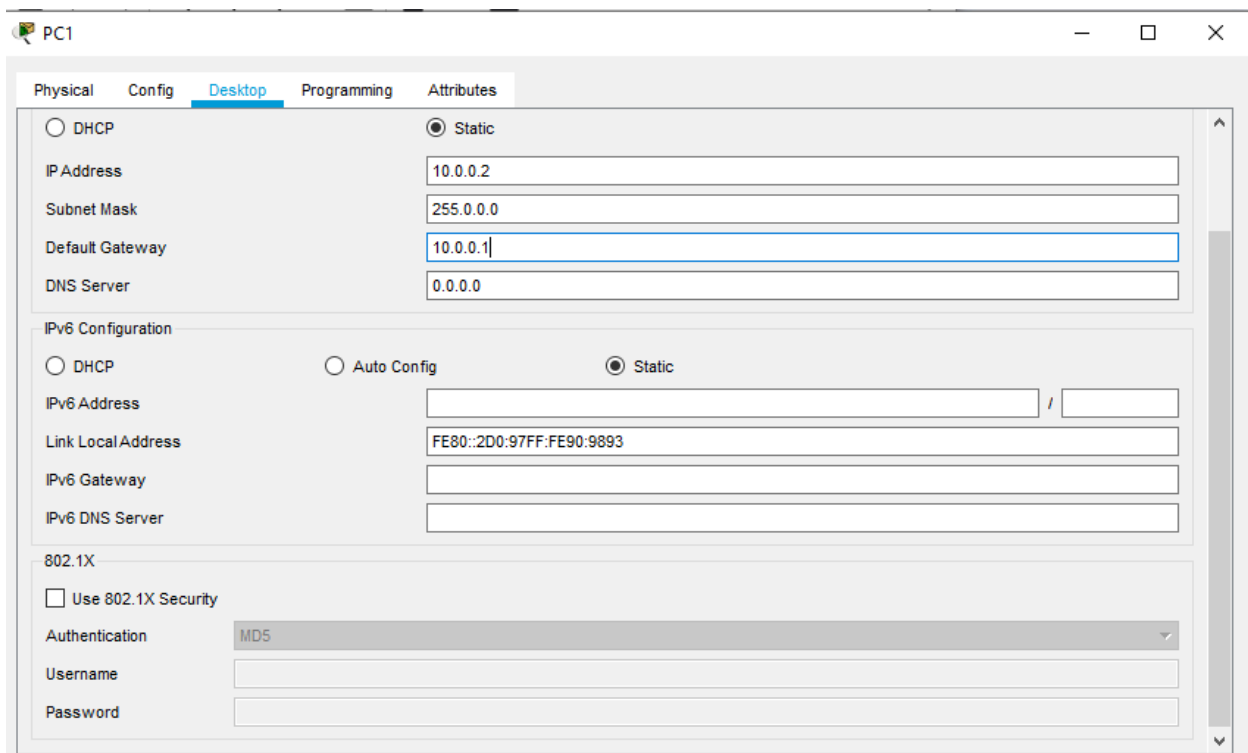 PC1
Physical Config Desktop Programming Attributes
DHCP Static
IP Address 10.0.0.2
Subnet Mask 255.0.0.0
Default Gateway 10.0.0.1
DNS Server 0.0.0.0
IPv6 Configuration
DHCP Auto Config Static
IPv6 Address /
Link Local Address FE80::2D0:97FF:FE90:9893
IPv6 Gateway
IPv6 DNS Server
802.1X
Use 802.1X Security
Authentication MD5
Username
Password